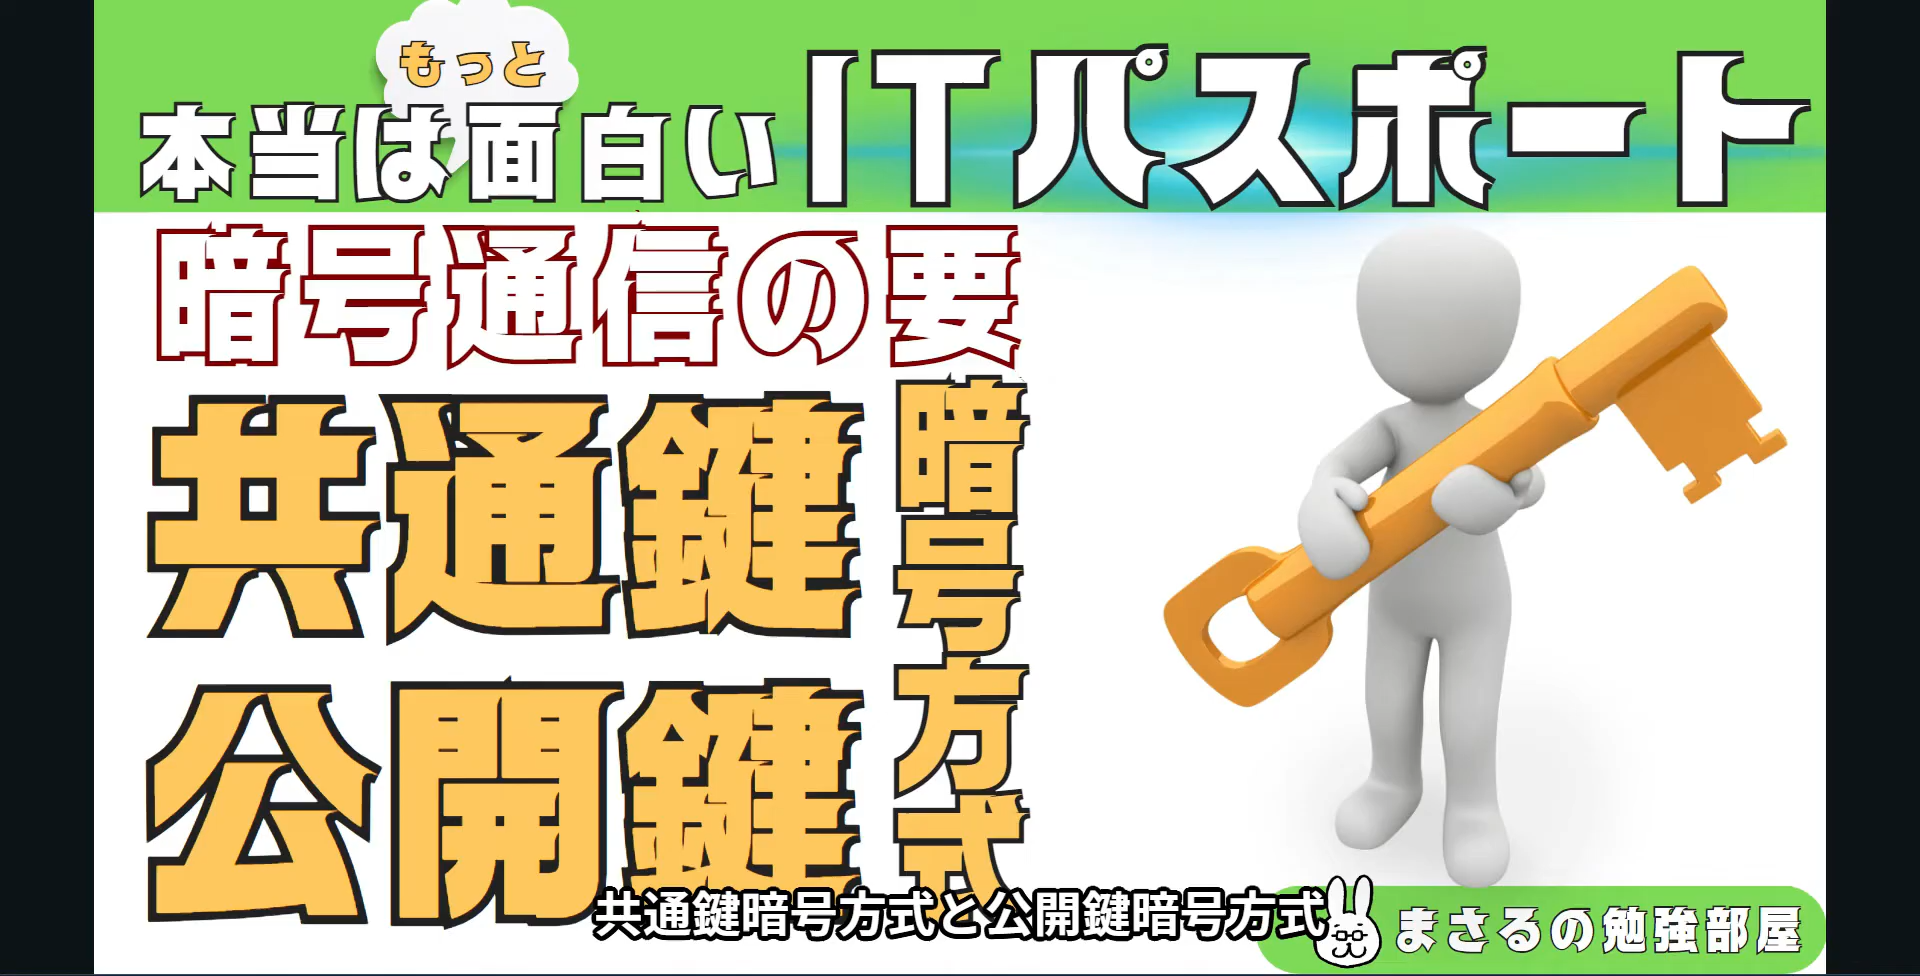 もっと
本当は面白いITパスポート
暗号通信の要
共通鍵
公開鍵
暗号方式
共通鍵暗号方式と公開鍵暗号方式
まさるの勉強部屋